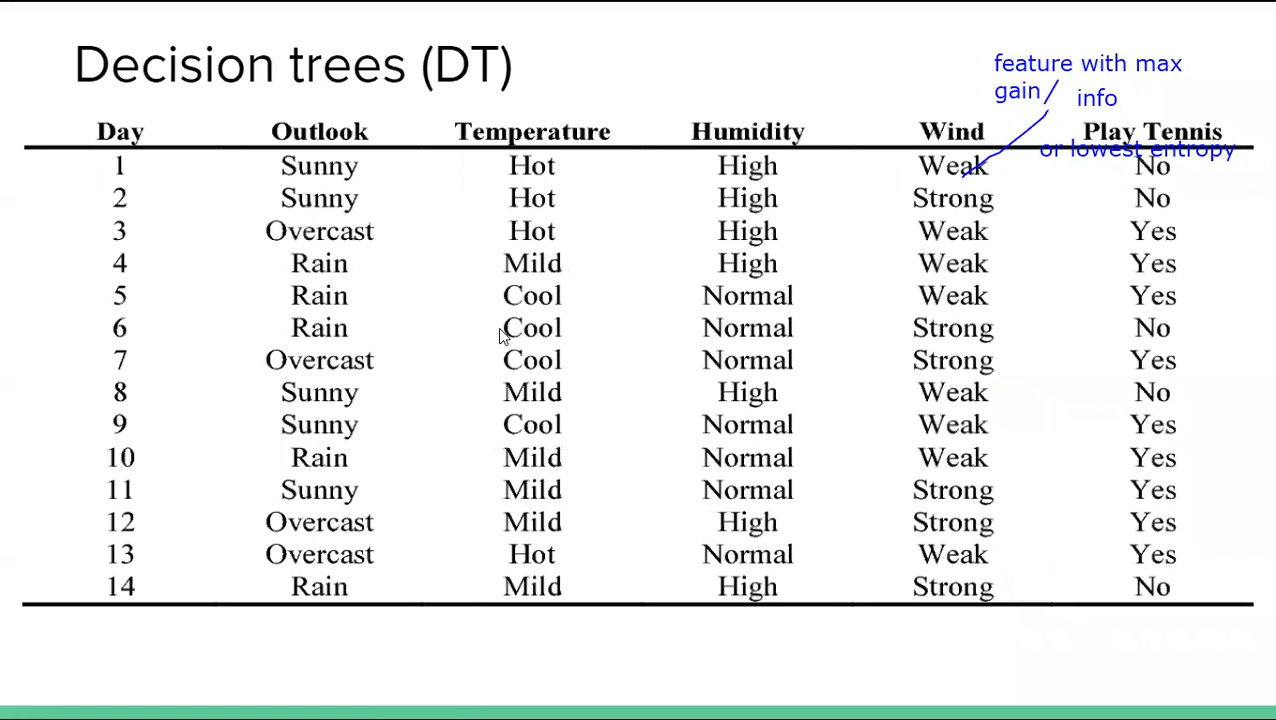 Decision trees (DT)
feature with max
gain / info
or lowest entropy
Day Outlook Temperature Humidity Wind Play Tennis
1 Sunny Hot High Weak No
2 Sunny Hot High Strong No
3 Overcast Hot High Weak Yes
4 Rain Mild High Weak Yes
5 Rain Cool Normal Weak Yes
6 Rain Cool Normal Strong No
7 Overcast Cool Normal Strong Yes
8 Sunny Mild High Weak No
9 Sunny Cool Normal Weak Yes
10 Rain Mild Normal Weak Yes
11 Sunny Mild Normal Strong Yes
12 Overcast Mild High Strong Yes
13 Overcast Hot Normal Weak Yes
14 Rain Mild High Strong No